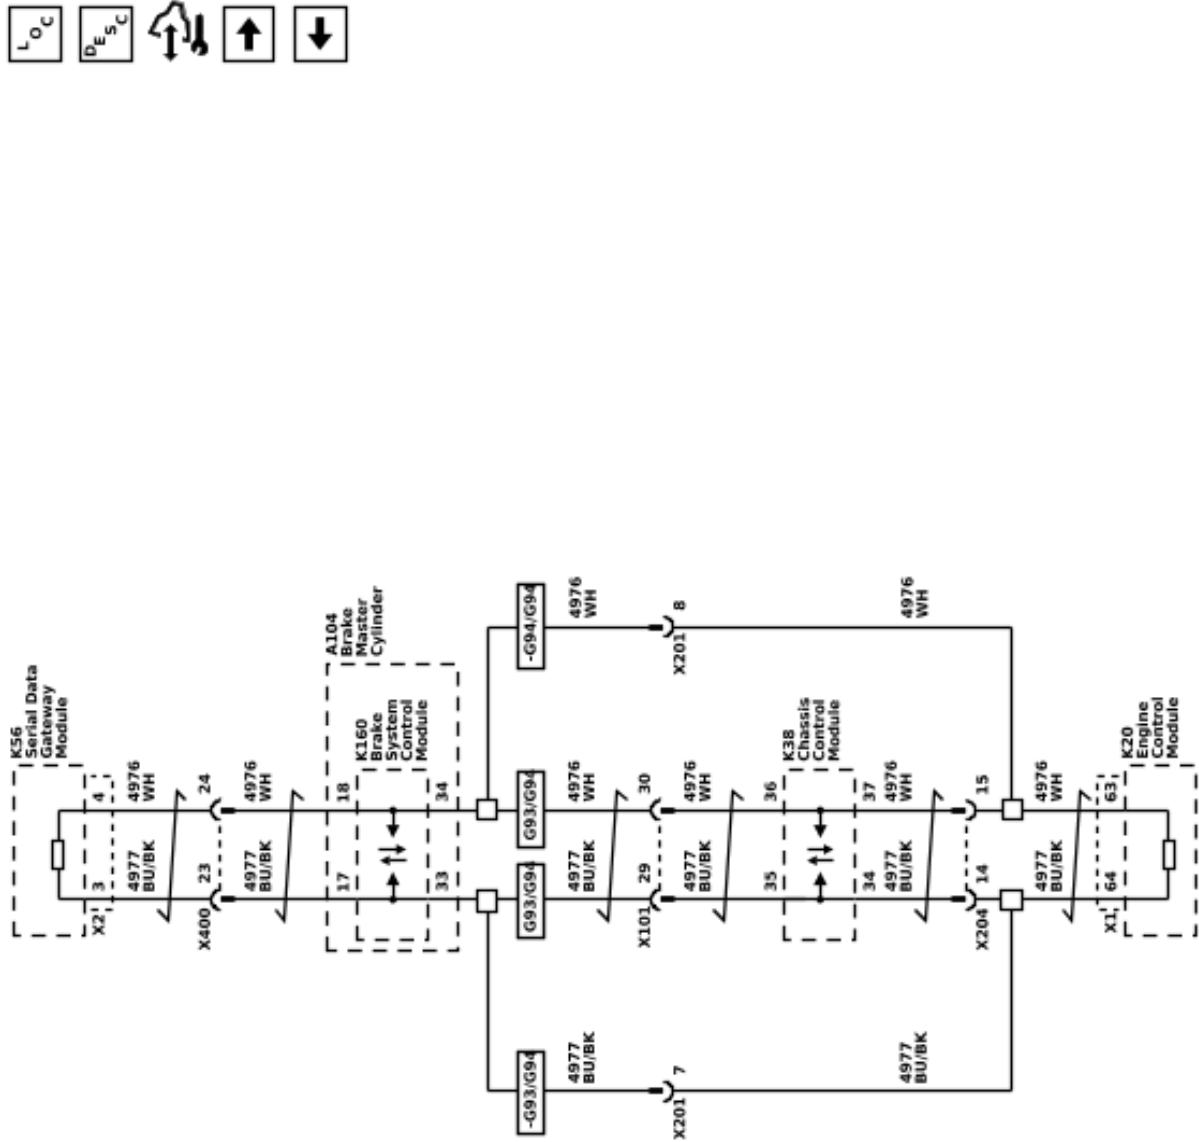 LOC
DESC
K56
Serial Data
Gateway
Module
4
3
X2
4976
WH
4977
BU/BK
24
23
X400
4976
WH
4977
BU/BK
A104
Brake
Master
Cylinder
K160
Brake
System
Control
Module
18
17
34
33
-G94/G94
G93/G94
G93/G94
-G93/G94
4976
WH
4976
WH
4977
BU/BK
4977
BU/BK
8
X201
30
29
X101
7
X201
4976
WH
4977
BU/BK
K38
Chassis
Control
Module
36
35
37
34
4976
WH
4976
WH
4977
BU/BK
4977
BU/BK
15
14
X204
4976
WH
4977
BU/BK
63
64
X1
K20
Engine
Control
Module